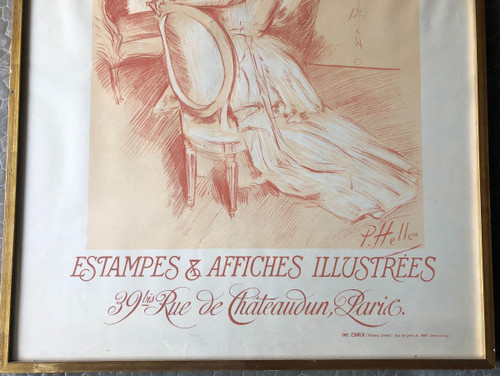 P. Helleu
ESTAMPES & AFFICHES ILLUSTRÉES
39bis Rue de Châteaudun, Paris.
IMP. CHAIX